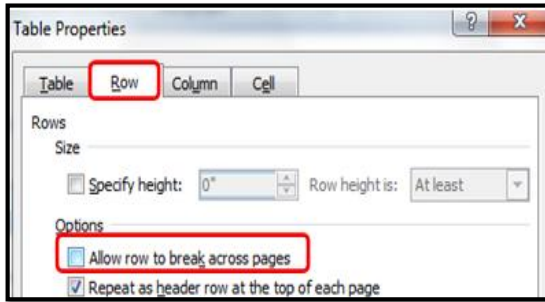 Table Properties
Table Row Column Cell
Rows
Size
Specify height: 0" Row height is: At least
Options
Allow row to break across pages
Repeat as header row at the top of each page